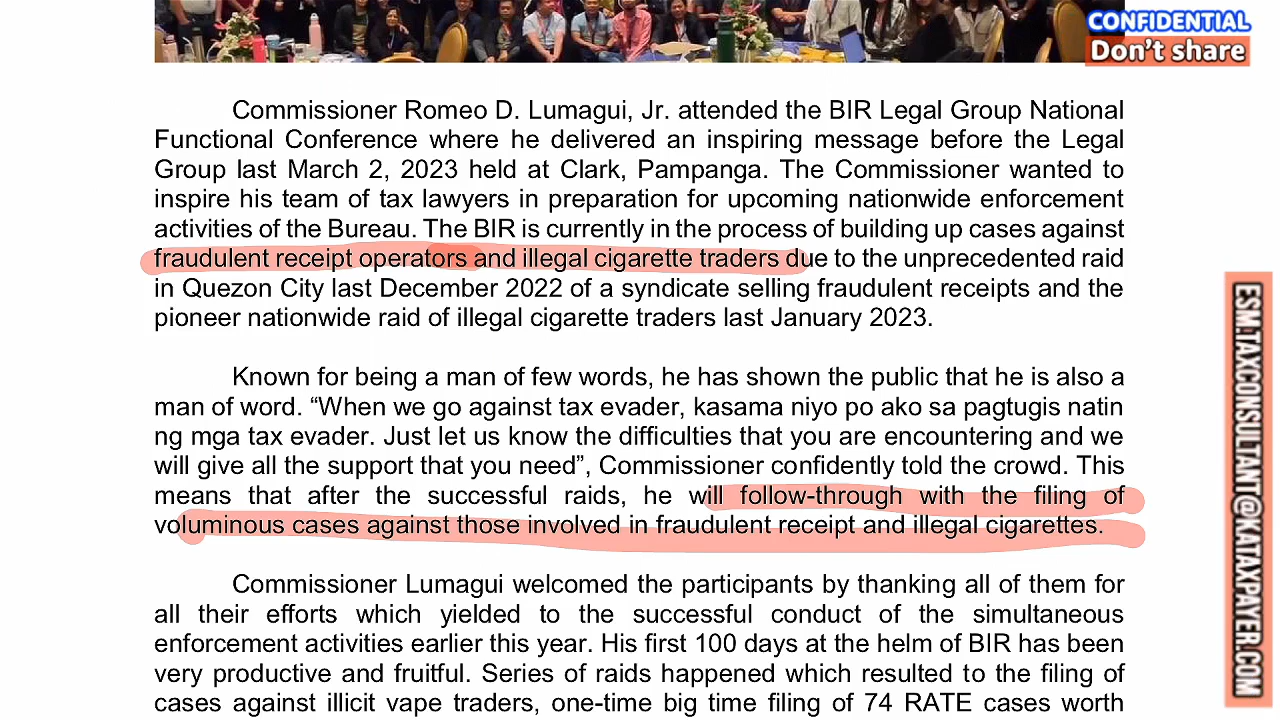 CONFIDENTIAL
Don't share
Commissioner Romeo D. Lumagui, Jr. attended the BIR Legal Group National
Functional Conference where he delivered an inspiring message before the Legal
Group last March 2, 2023 held at Clark, Pampanga. The Commissioner wanted to
inspire his team of tax lawyers in preparation for upcoming nationwide enforcement
activities of the Bureau. The BIR is currently in the process of building up cases against
fraudulent receipt operators and illegal cigarette traders due to the unprecedented raid
in Quezon City last December 2022 of a syndicate selling fraudulent receipts and the
pioneer nationwide raid of illegal cigarette traders last January 2023.
Known for being a man of few words, he has shown the public that he is also a
man of word. “When we go against tax evader, kasama niyo po ako sa pagtugis natin
ng mga tax evader. Just let us know the difficulties that you are encountering and we
will give all the support that you need”, Commissioner confidently told the crowd. This
means that after the successful raids, he will follow-through with the filing of
voluminous cases against those involved in fraudulent receipt and illegal cigarettes.
Commissioner Lumagui welcomed the participants by thanking all of them for
all their efforts which yielded to the successful conduct of the simultaneous
enforcement activities earlier this year. His first 100 days at the helm of BIR has been
very productive and fruitful. Series of raids happened which resulted to the filing of
cases against illicit vape traders, one-time big time filing of 74 RATE cases worth
ESM.TAXCONSULTANT@KATAXPAYER.COM